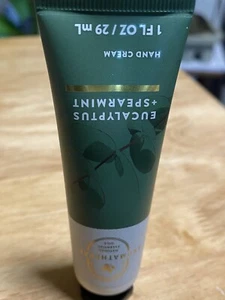 EUCALYPTUS
+SPEARMINT
HAND CREAM
1 FL OZ / 29 mL